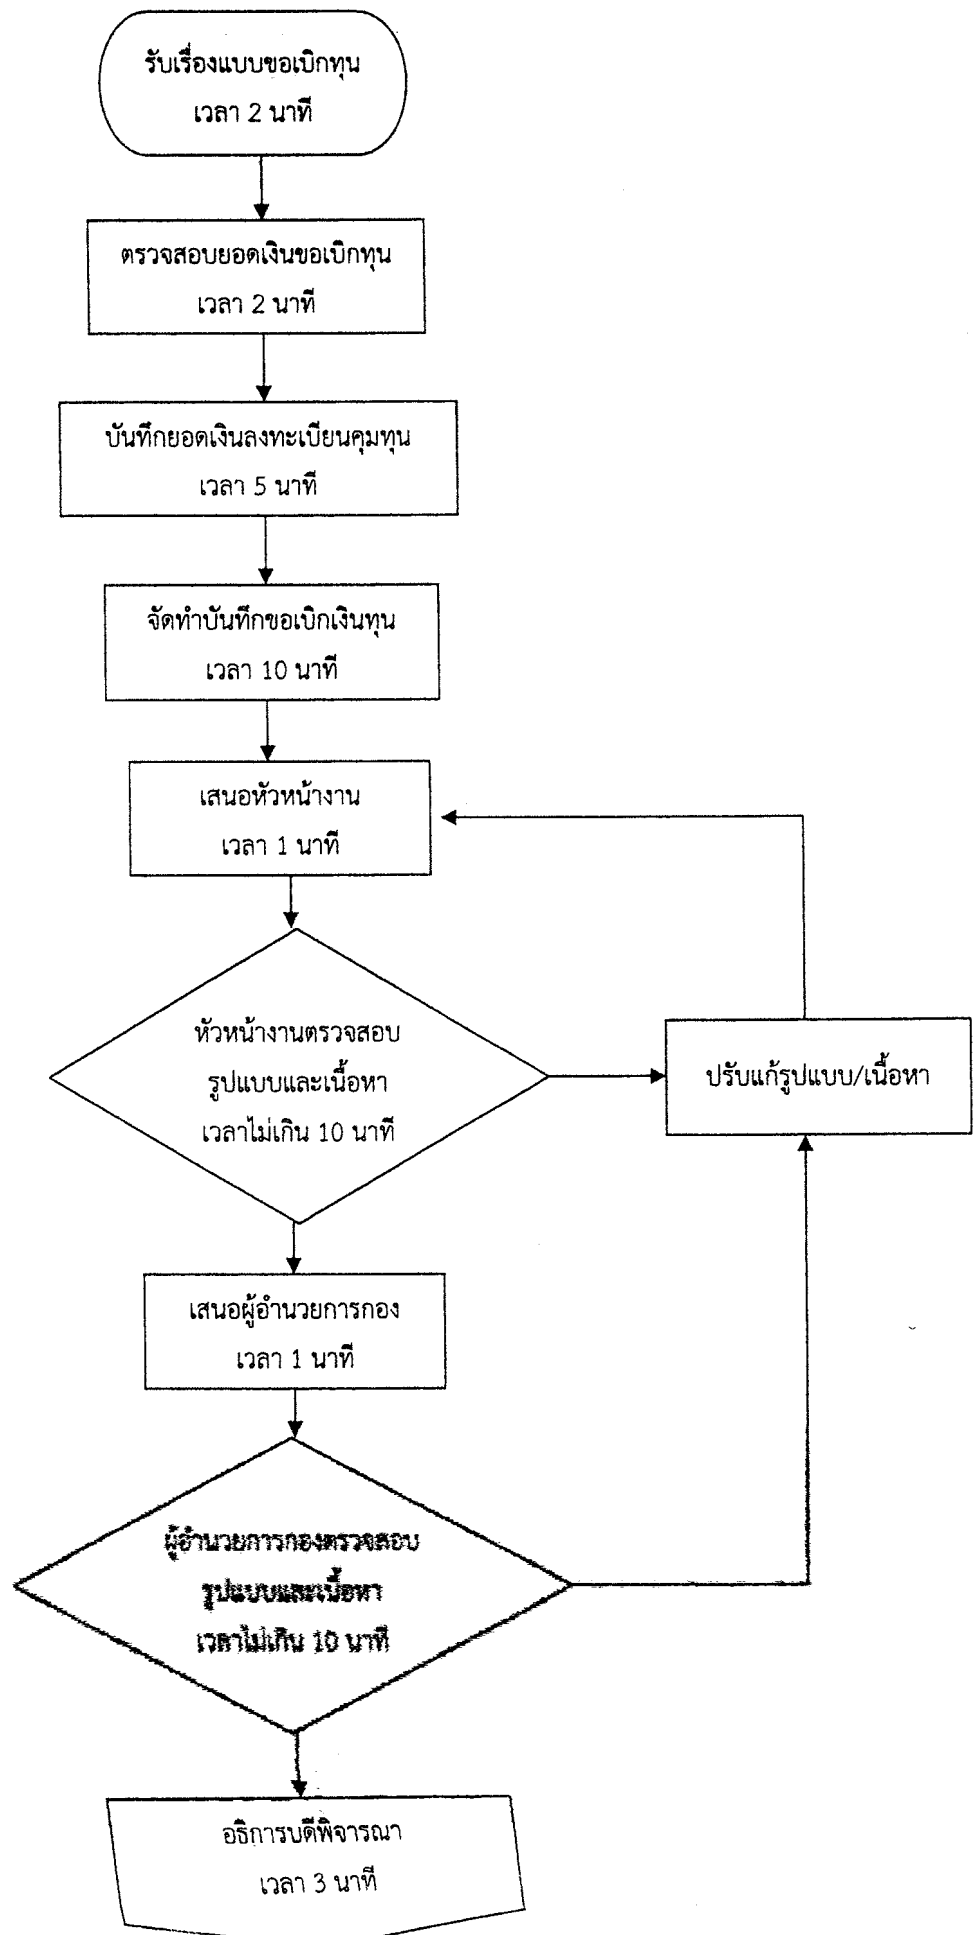 รับเรื่องแบบขอเบิกทุน
เวลา 2 นาที
ตรวจสอบยอดเงินขอเบิกทุน
เวลา 2 นาที
บันทึกยอดเงินลงทะเบียนคุมทุน
เวลา 5 นาที
จัดทำบันทึกขอเบิกเงินทุน
เวลา 10 นาที
เสนอหัวหน้างาน
เวลา 1 นาที
หัวหน้างานตรวจสอบ
รูปแบบและเนื้อหา
เวลาไม่เกิน 10 นาที
ปรับแก้รูปแบบ/เนื้อหา
เสนอผู้อำนวยการกอง
เวลา 1 นาที
ผู้อำนวยการกองตรวจสอบ
รูปแบบและเนื้อหา
เวลาไม่เกิน 10 นาที
อธิการบดีพิจารณา
เวลา 3 นาที